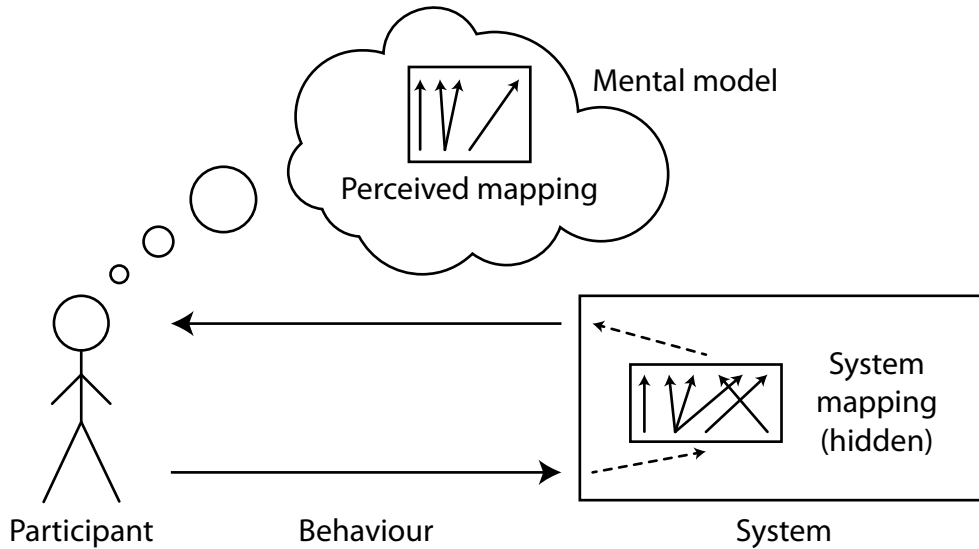 Mental model
Perceived mapping
System
mapping
(hidden)
Participant
Behaviour
System